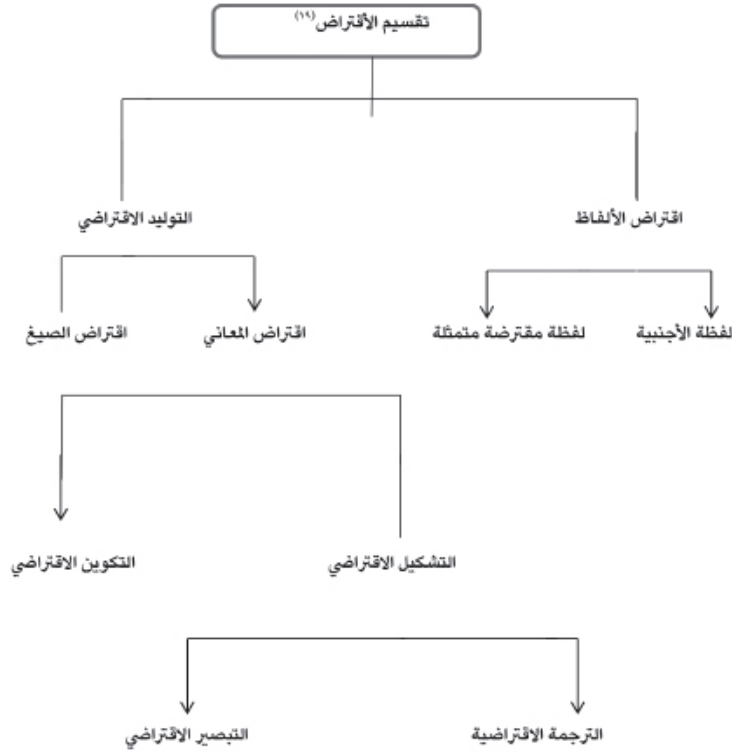 تقسيم الأقتراض(١٩)
اقتراض الألفاظ
التوليد الاقتراضي
لفظة الأجنبية
لفظة مقترضة متمثلة
اقتراض المعاني
اقتراض الصيغ
التشكيل الاقتراضي
التكوين الاقتراضي
الترجمة الاقتراضية
التبصير الاقتراضي